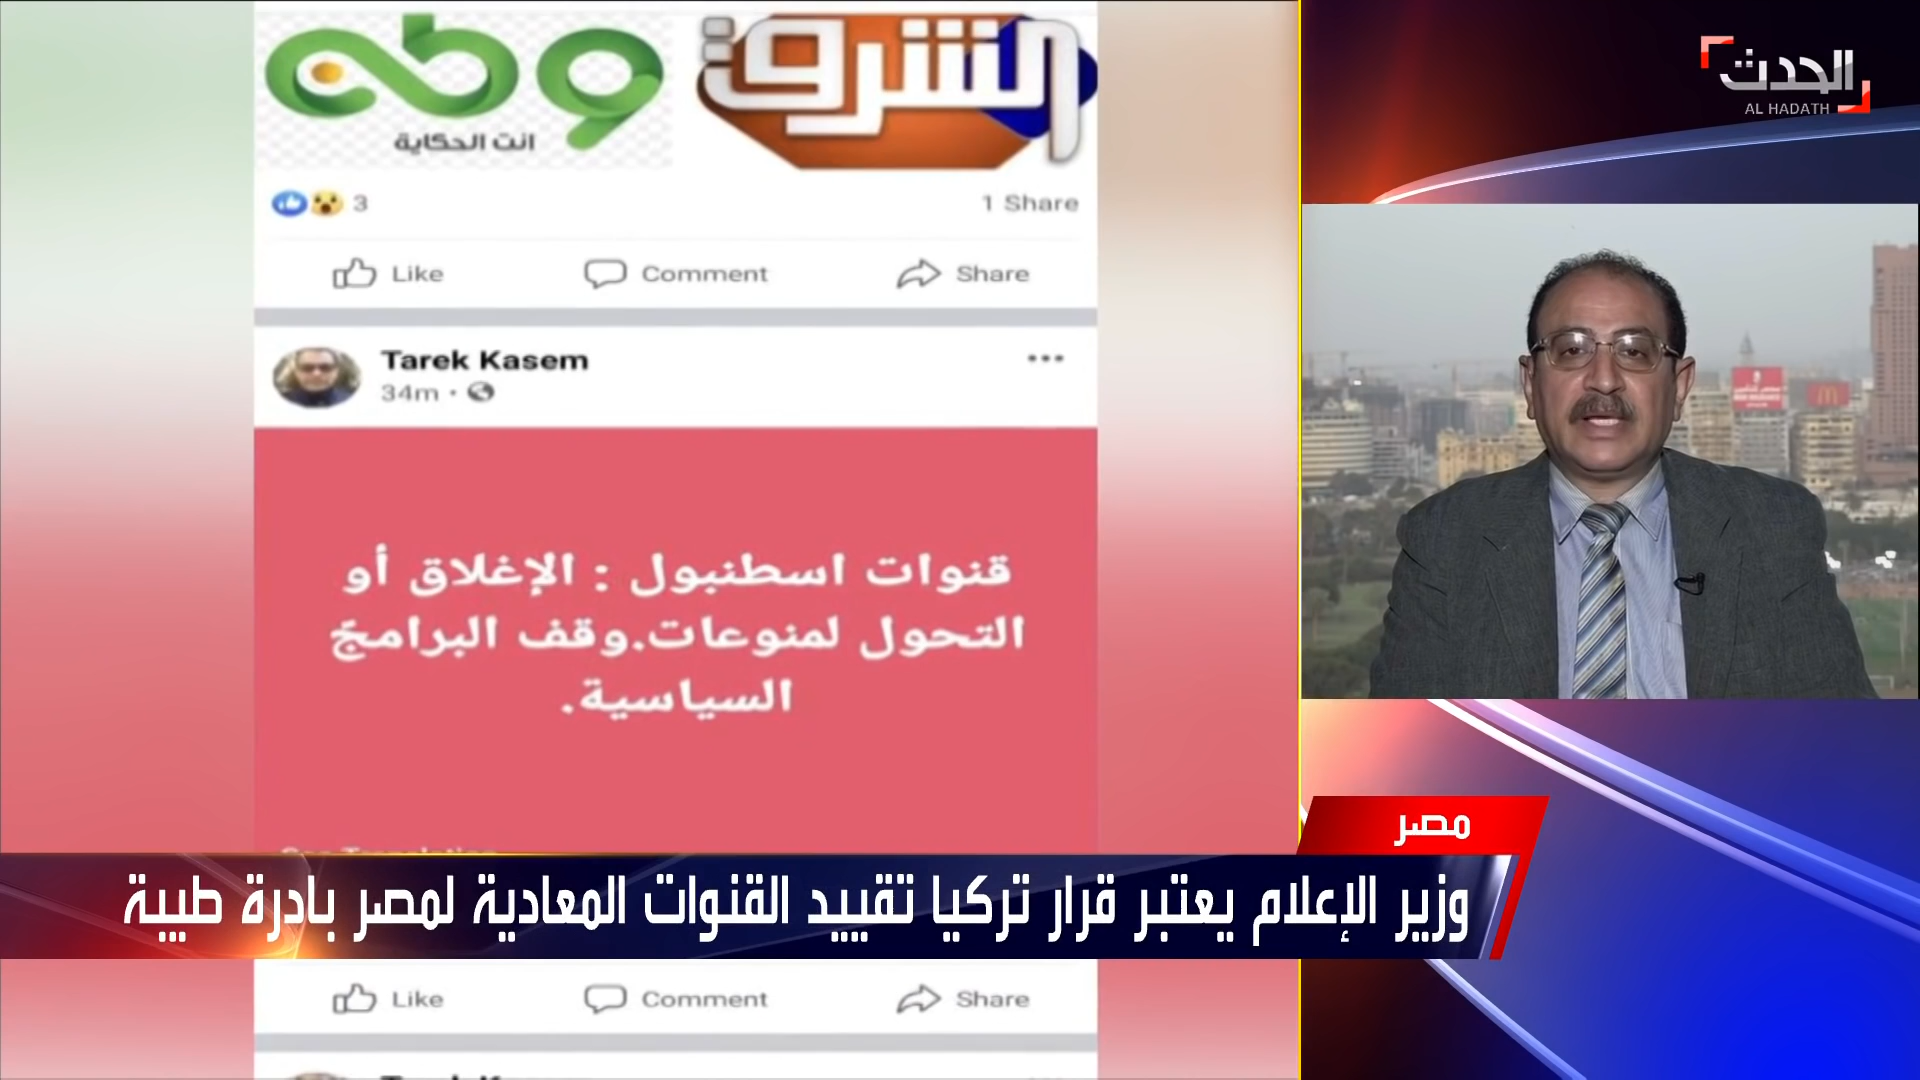 وطن
انت الحكاية
الشرق
3
1 Share
Like
Comment
Share
Tarek Kasem
34m
قنوات اسطنبول : الإغلاق أو
التحول لمنوعات.وقف البرامج
السياسية.
الحدث
AL HADATH
مصر
وزير الإعلام يعتبر قرار تركيا تقييد القنوات المعادية لمصر بادرة طيبة
Like
Comment
Share